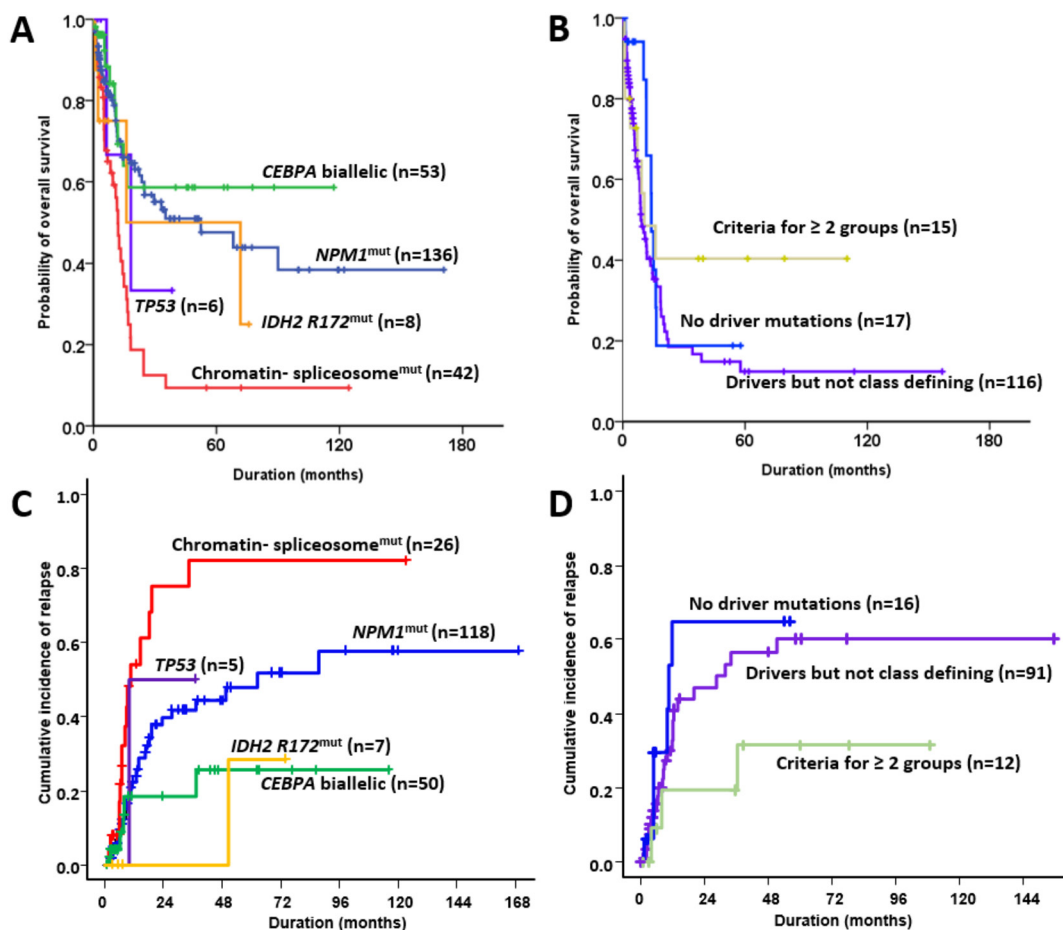 A
Probability of overall survival
1.0
0.8
0.6
0.4
0.2
0.0
CEBPA biallelic (n=53)
NPM1mut (n=136)
TP53 (n=6)
IDH2 R172mut (n=8)
Chromatin- spliceosomemut (n=42)
0 60 120 180
Duration (months)
B
Probability of overall survival
1.0
0.8
0.6
0.4
0.2
0.0
Criteria for ≥ 2 groups (n=15)
No driver mutations (n=17)
Drivers but not class defining (n=116)
0 60 120 180
Duration (months)
C
Cumulative incidence of relapse
1.0
0.8
0.6
0.4
0.2
0.0
Chromatin- spliceosomemut (n=26)
NPM1mut (n=118)
TP53 (n=5)
IDH2 R172mut (n=7)
CEBPA biallelic (n=50)
0 24 48 72 96 120 144 168
Duration (months)
D
Cumulative incidence of relapse
1.0
0.8
0.6
0.4
0.2
0.0
No driver mutations (n=16)
Drivers but not class defining (n=91)
Criteria for ≥ 2 groups (n=12)
0 24 48 72 96 120 144
Duration (months)